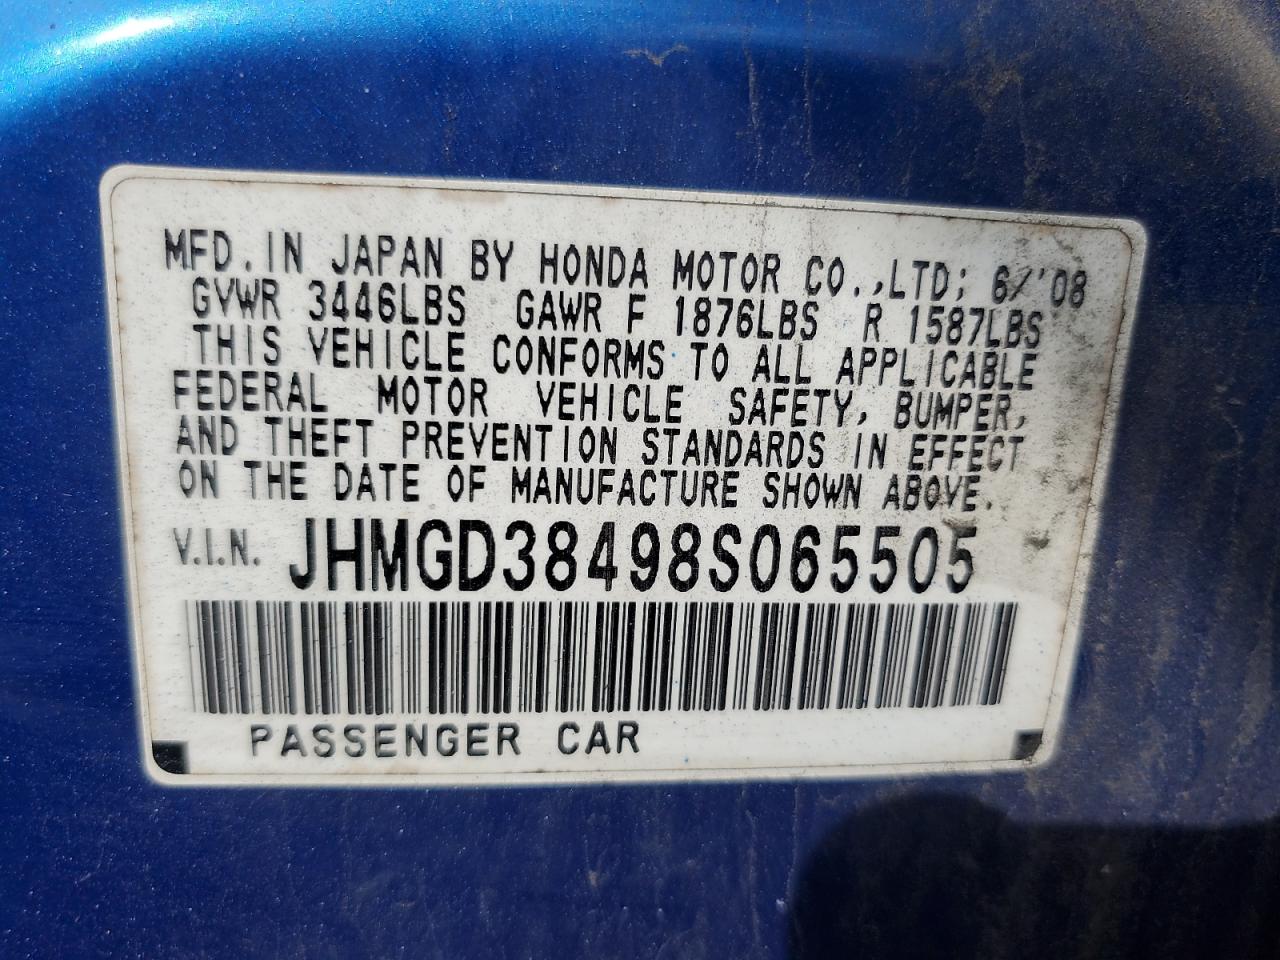 MFD. IN JAPAN BY HONDA MOTOR CO.,LTD; 6/'08
GVWR 3446LBS GAWR F 1876LBS R 1587LBS
THIS VEHICLE CONFORMS TO ALL APPLICABLE
FEDERAL MOTOR VEHICLE SAFETY, BUMPER,
AND THEFT PREVENTION STANDARDS IN EFFECT
ON THE DATE OF MANUFACTURE SHOWN ABOVE.
V.I.N. JHMGD38498S065505
PASSENGER CAR